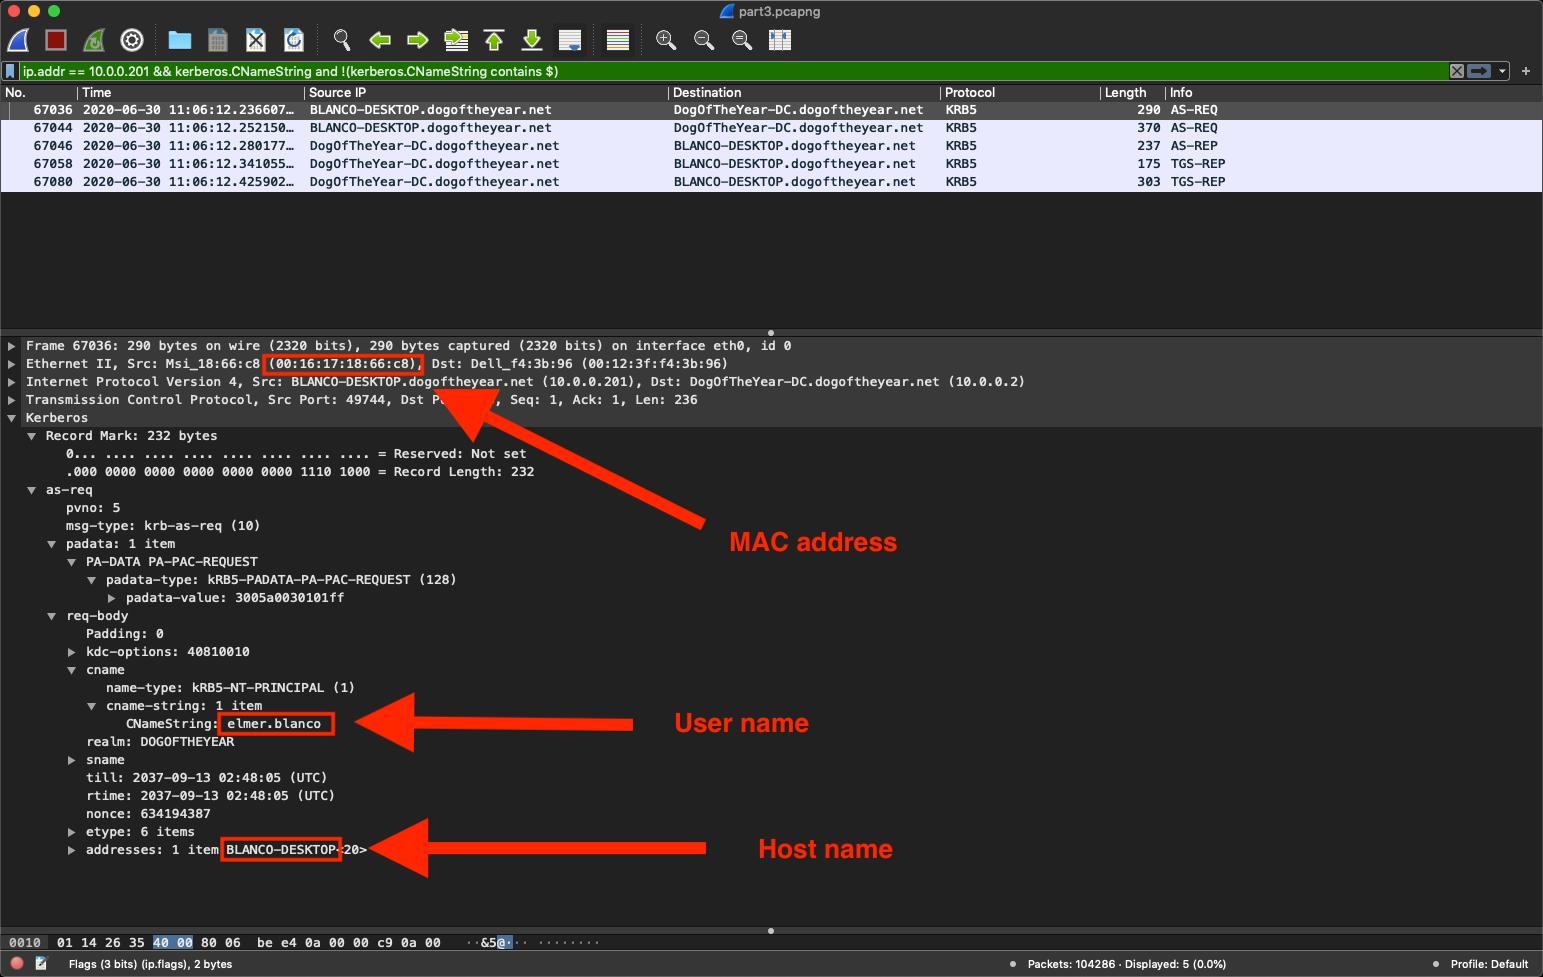 part3.pcapng
ip.addr == 10.0.0.201 && kerberos.CNameString and !(kerberos.CNameString contains $)
No. Time Source IP Destination Protocol Length Info
67036 2020-06-30 11:06:12.236607… BLANCO-DESKTOP.dogoftheyear.net DogOfTheYear-DC.dogoftheyear.net KRB5 290 AS-REQ
67044 2020-06-30 11:06:12.252150… BLANCO-DESKTOP.dogoftheyear.net DogOfTheYear-DC.dogoftheyear.net KRB5 370 AS-REQ
67046 2020-06-30 11:06:12.280177… DogOfTheYear-DC.dogoftheyear.net BLANCO-DESKTOP.dogoftheyear.net KRB5 237 AS-REP
67058 2020-06-30 11:06:12.341055… DogOfTheYear-DC.dogoftheyear.net BLANCO-DESKTOP.dogoftheyear.net KRB5 175 TGS-REP
67080 2020-06-30 11:06:12.425902… DogOfTheYear-DC.dogoftheyear.net BLANCO-DESKTOP.dogoftheyear.net KRB5 303 TGS-REP
Frame 67036: 290 bytes on wire (2320 bits), 290 bytes captured (2320 bits) on interface eth0, id 0
Ethernet II, Src: Msi_18:66:c8 (00:16:17:18:66:c8), Dst: Dell_f4:3b:96 (00:12:3f:f4:3b:96)
Internet Protocol Version 4, Src: BLANCO-DESKTOP.dogoftheyear.net (10.0.0.201), Dst: DogOfTheYear-DC.dogoftheyear.net (10.0.0.2)
Transmission Control Protocol, Src Port: 49744, Dst , Seq: 1, Ack: 1, Len: 236
Kerberos
Record Mark: 232 bytes
0... .... .... .... .... .... .... .... = Reserved: Not set
.000 0000 0000 0000 0000 0000 1110 1000 = Record Length: 232
as-req
pvno: 5
msg-type: krb-as-req (10)
padata: 1 item
MAC address
PA-DATA PA-PAC-REQUEST
padata-type: kRB5-PADATA-PA-PAC-REQUEST (128)
padata-value: 3005a0030101ff
req-body
Padding: 0
kdc-options: 40810010
cname
name-type: kRB5-NT-PRINCIPAL (1)
cname-string: 1 item
CNameString: elmer.blanco
User name
realm: DOGOFTHEYEAR
sname
till: 2037-09-13 02:48:05 (UTC)
rtime: 2037-09-13 02:48:05 (UTC)
nonce: 634194387
etype: 6 items
addresses: 1 item BLANCO-DESKTOP<20>
Host name
0010 01 14 26 35 40 00 80 06 be e4 0a 00 00 c9 0a 00 ··&5@··· ········
Flags (3 bits) (ip.flags), 2 bytes
Packets: 104286 · Displayed: 5 (0.0%)
Profile: Default